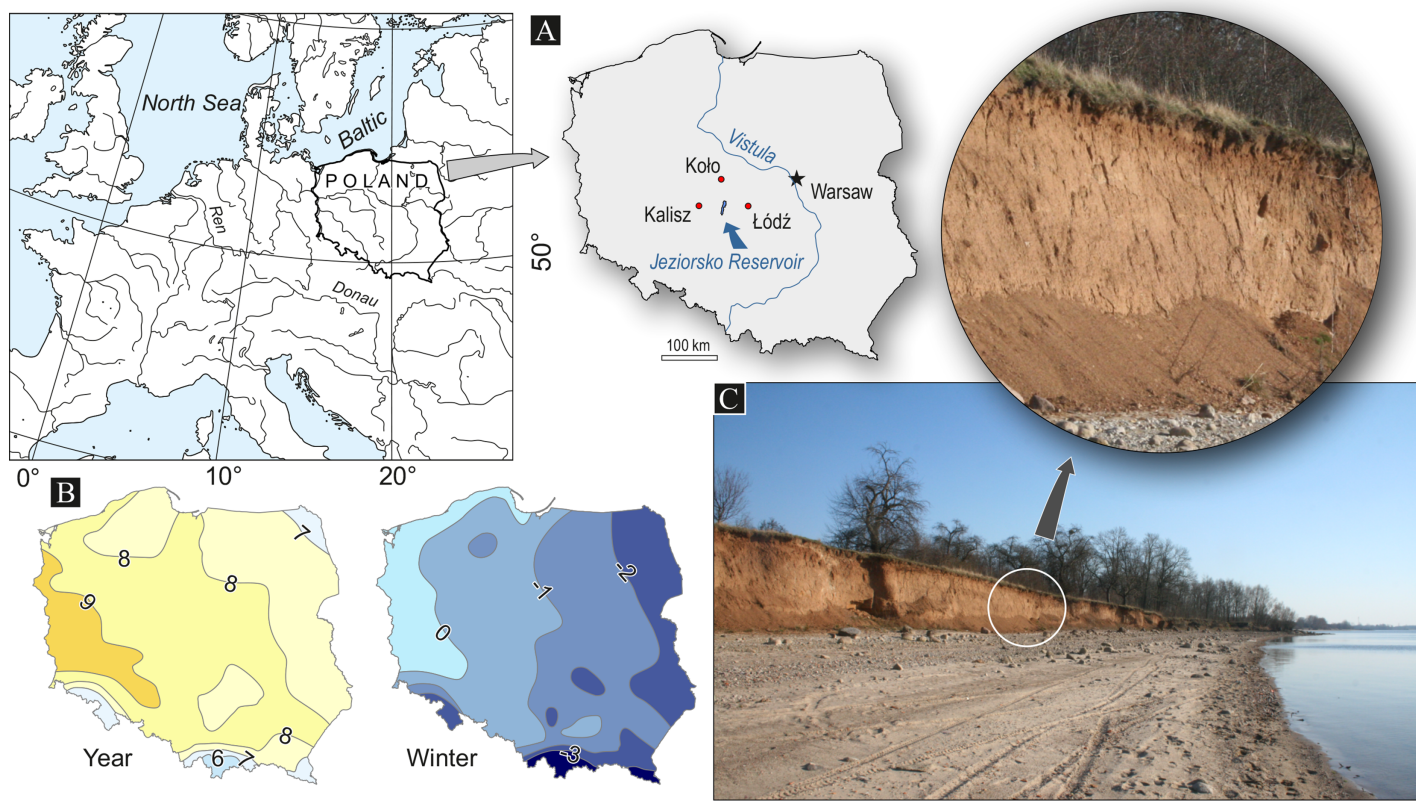 A
North Sea
Baltic
POLAND
Ren
Donau
50°
0°
10°
20°
Vistula
Koło
Warsaw
Kalisz
Łódź
Jeziorsko Reservoir
100 km
B
7
8
8
9
8
6
7
Year
0
-1
-2
-3
Winter
C